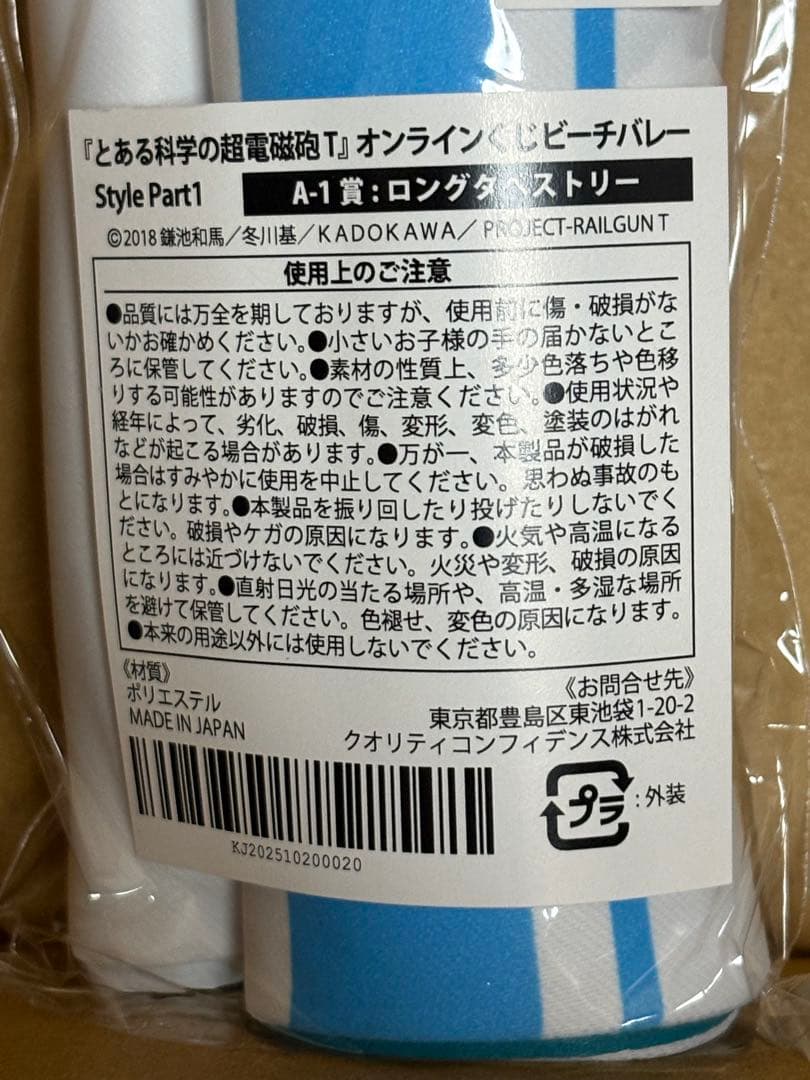 『とある科学の超電磁砲T』オンラインくじビーチバレー
Style Part1
A-1賞:ロングタペストリー
©2018 鎌池和馬/冬川基/KADOKAWA/PROJECT-RAILGUN T
使用上のご注意
●品質には万全を期しておりますが、使用前に傷・破損がな
いかお確かめください。●小さいお子様の手の届かないとこ
ろに保管してください。●素材の性質上、多少色落ちや色移
りする可能性がありますのでご注意ください。●使用状況や
経年によって、劣化、破損、傷、変形、変色、塗装のはがれ
などが起こる場合があります。●万が一、本製品が破損した
場合はすみやかに使用を中止してください。思わぬ事故のも
とになります。●本製品を振り回したり投げたりしないでく
ださい。破損やケガの原因になります。●火気や高温になる
ところには近づけないでください。火災や変形、破損の原因
になります。●直射日光の当たる場所や、高温・多湿な場所
を避けて保管してください。色褪せ、変色の原因になります。
●本来の用途以外には使用しないでください。
《材質》
ポリエステル
MADE IN JAPAN
《お問合せ先》
東京都豊島区東池袋1-20-2
クオリティコンフィデンス株式会社
KJ202510200020
プラ
:外装